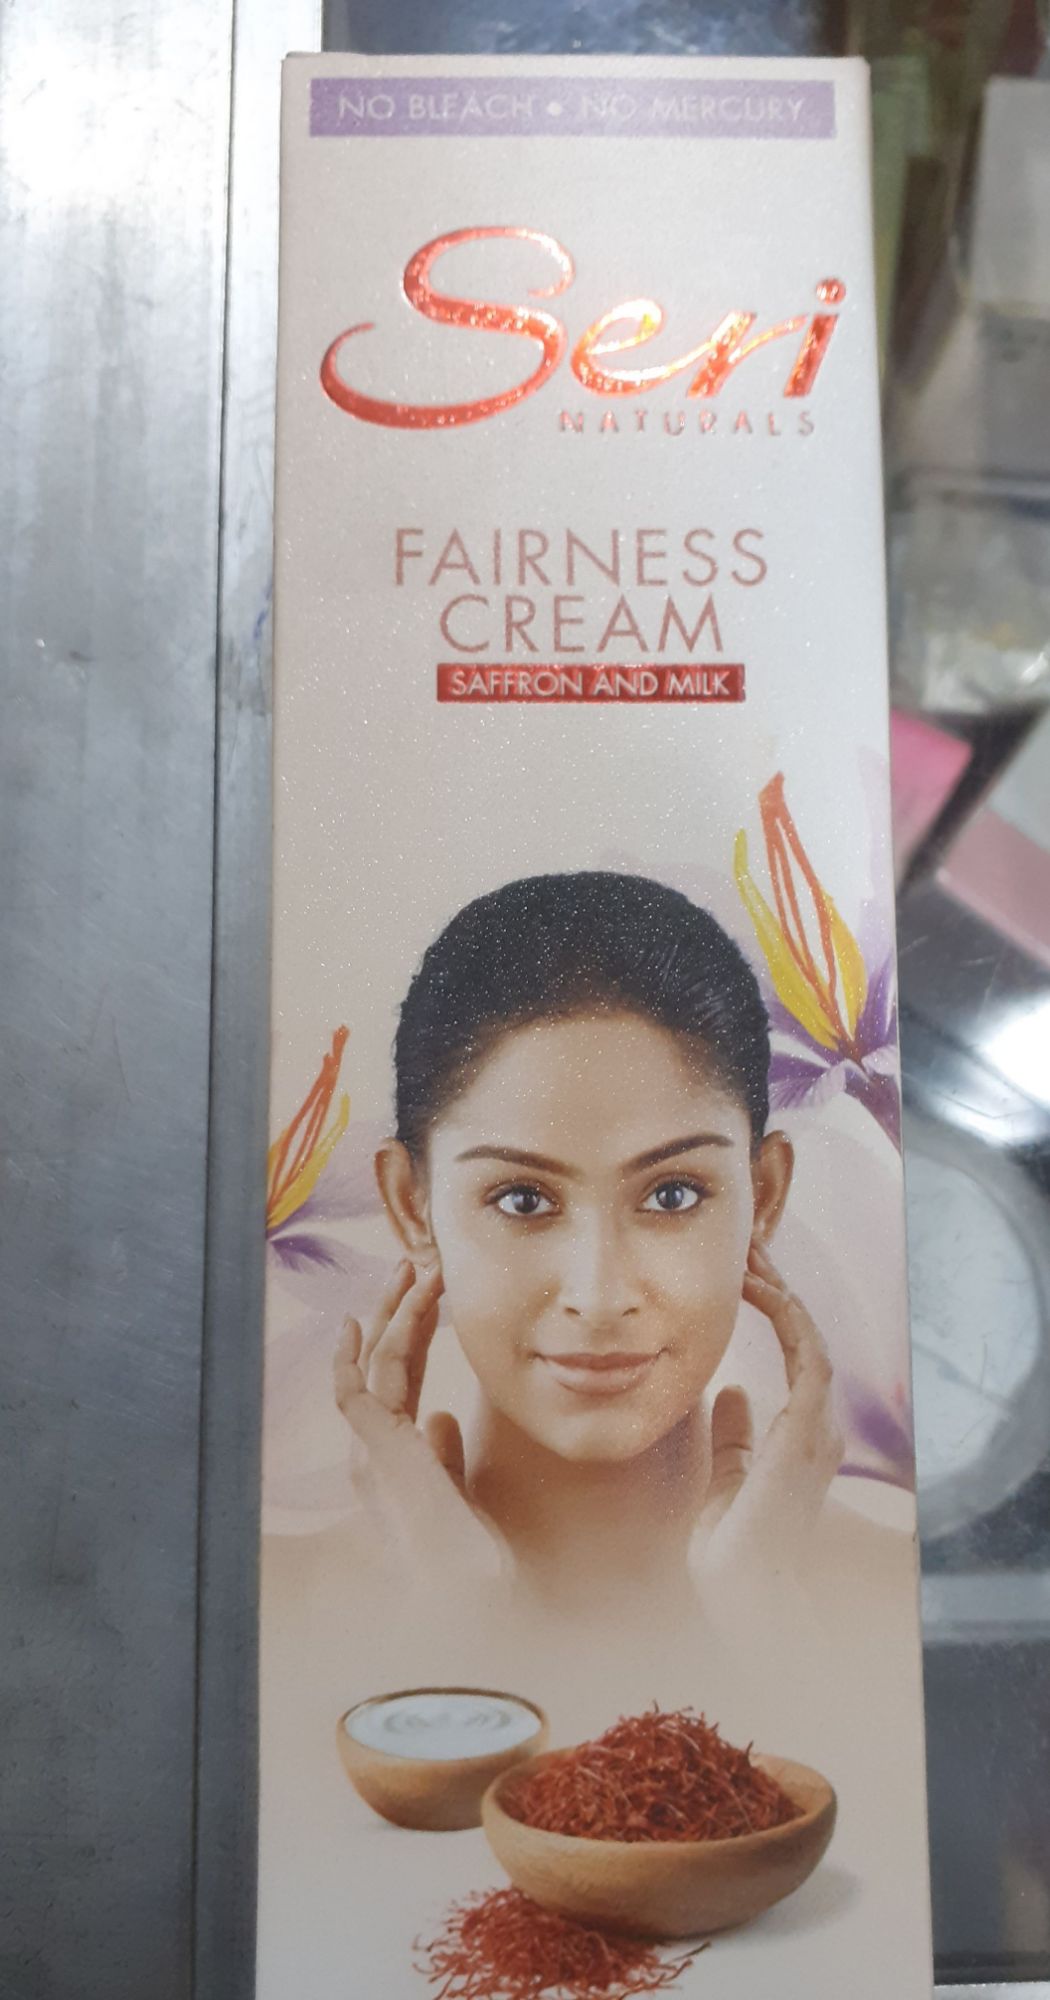 NO BLEACH • NO MERCURY
Seri
NATURALS
FAIRNESS
CREAM
SAFFRON AND MILK